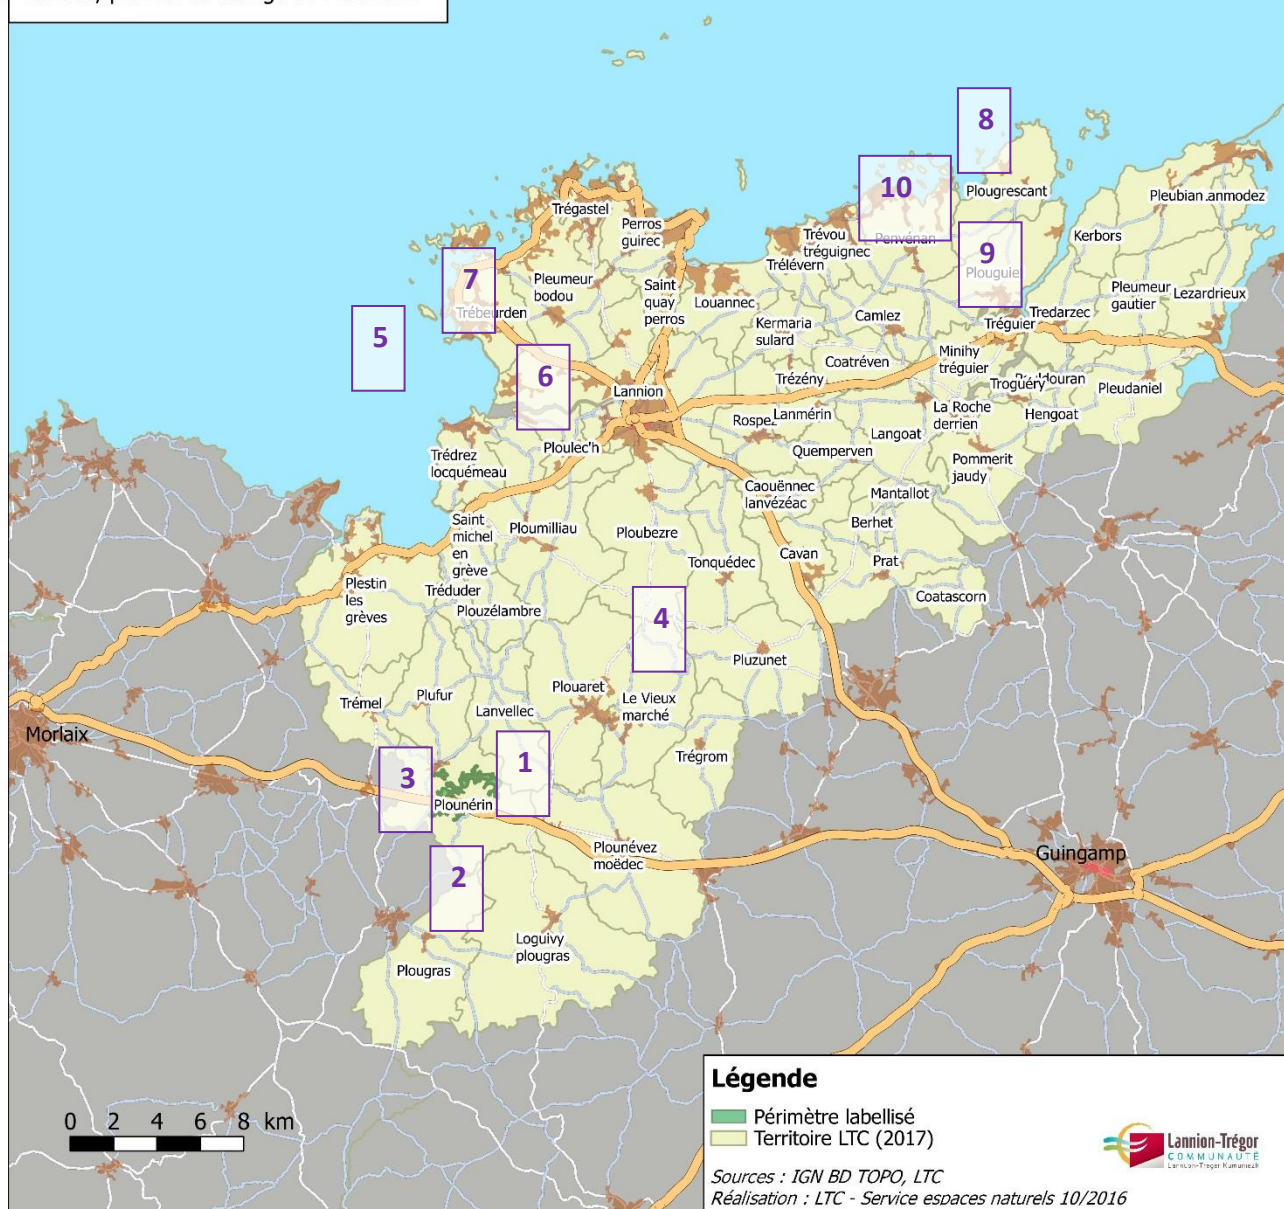 8
10
Plougrescant
Pleubian
Lanmodez
Trégastel
Perros
guirec
Trévou
tréguignec
Penvénan
Kerbors
9
Plouguie
7
Trélévern
Pleumeur
bodou
Saint
quay
perros
Louannec
Pleumeur
gautier
Lezardrieux
Trébeurden
5
Kermaria
sulard
Camlez
Tréguier
Tredarzec
6
Coatréven
Minihy
tréguier
Trézény
Troguéry
Pleudaniel
Lannion
La Roche
derrien
Hengoat
Rospez
Lanmérin
Langoat
Ploulec'h
Trédrez
locquémeau
Quemperven
Pommerit
jaudy
Caouënnec
lanvézéac
Mantallot
Saint
michel
en
grève
Ploumilliau
Ploubezre
Berhet
Tonquédec
Cavan
Prat
Plestin
les
grèves
Tréduder
Plouzélambre
Coatascorn
4
Pluzunet
Plouaret
Le Vieux
marché
Trémel
Plufur
Lanvellec
Morlaix
Trégrom
3
1
Plounérin
Plounévez
moëdec
Guingamp
2
Loguivy
plougras
Plougras
0 2 4 6 8 km
Légende
Périmètre labellisé
Territoire LTC (2017)
Sources : IGN BD TOPO, LTC
Réalisation : LTC - Service espaces naturels 10/2016
Lannion-Trégor
COMMUNAUTÉ
Lannuon-Treger Kumuniezh